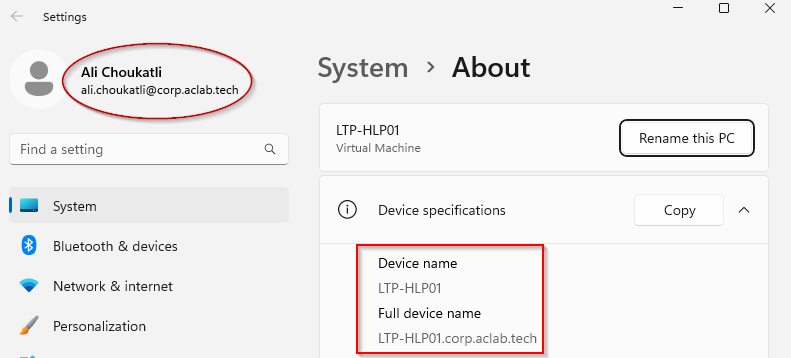 Settings
Ali Choukatli
ali.choukatli@corp.aclab.tech
Find a setting
System
Bluetooth & devices
Network & internet
Personalization
System > About
LTP-HLP01
Virtual Machine
Rename this PC
Device specifications
Copy
Device name
LTP-HLP01
Full device name
LTP-HLP01.corp.aclab.tech